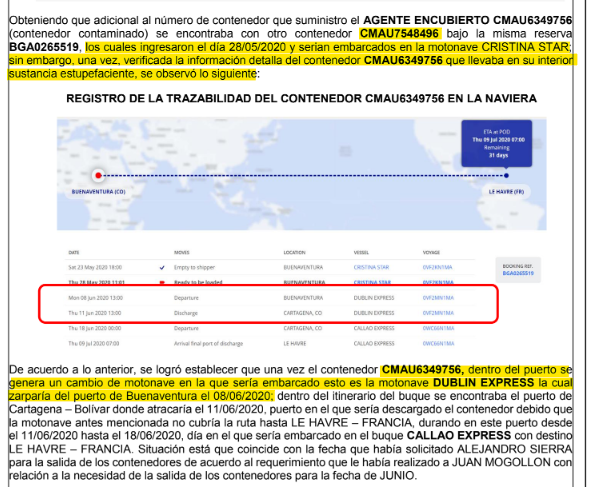 Obteniendo que adicional al número de contenedor que suministro el AGENTE ENCUBIERTO CMAU6349756
(contenedor contaminado) se encontraba con otro contenedor CMAU7548496 bajo la misma reserva
BGA0265519, los cuales ingresaron el día 28/05/2020 y serian embarcados en la motonave CRISTINA STAR;
sin embargo, una vez, verificada la información detalla del contenedor CMAU6349756 que llevaba en su interior
sustancia estupefaciente, se observó lo siguiente:
REGISTRO DE LA TRAZABILIDAD DEL CONTENEDOR CMAU6349756 EN LA NAVIERA
ETA at POD
Thu 09 Jul 2020 07:00
Remaining
31 days
BUENAVENTURA (CO)
LE HAVRE (FR)
DATE MOVES LOCATION VESSEL VOYAGE
Sat 23 May 2020 18:00 Empty to shipper BUENAVENTURA CRISTINA STAR 0VF2KN1MA
BOOKING REF.
BGA0265519
Thu 28 May 2020 11:01 Ready to be loaded BUENAVENTURA CRISTINA STAR 0VF2KN1MA
Mon 08 Jun 2020 13:00 Departure BUENAVENTURA DUBLIN EXPRESS 0VF2MN1MA
Thu 11 Jun 2020 13:00 Discharge CARTAGENA, CO DUBLIN EXPRESS 0VF2MN1MA
Thu 18 Jun 2020 00:00 Departure CARTAGENA, CO CALLAO EXPRESS 0WC66N1MA
Thu 09 Jul 2020 07:00 Arrival final port of discharge LE HAVRE CALLAO EXPRESS 0WC66N1MA
De acuerdo a lo anterior, se logró establecer que una vez el contenedor CMAU6349756, dentro del puerto se
genera un cambio de motonave en la que sería embarcado esto es la motonave DUBLIN EXPRESS la cual
zarparía del puerto de Buenaventura el 08/06/2020; dentro del itinerario del buque se encontraba el puerto de
Cartagena – Bolívar donde atracaría el 11/06/2020, puerto en el que sería descargado el contenedor debido que
la motonave antes mencionada no cubría la ruta hasta LE HAVRE – FRANCIA, durando en este puerto desde
el 11/06/2020 hasta el 18/06/2020, día en el que sería embarcado en el buque CALLAO EXPRESS con destino
LE HAVRE – FRANCIA. Situación está que coincide con la fecha que había solicitado ALEJANDRO SIERRA
para la salida de los contenedores de acuerdo al requerimiento que le había realizado a JUAN MOGOLLON con
relación a la necesidad de la salida de los contenedores para la fecha de JUNIO.